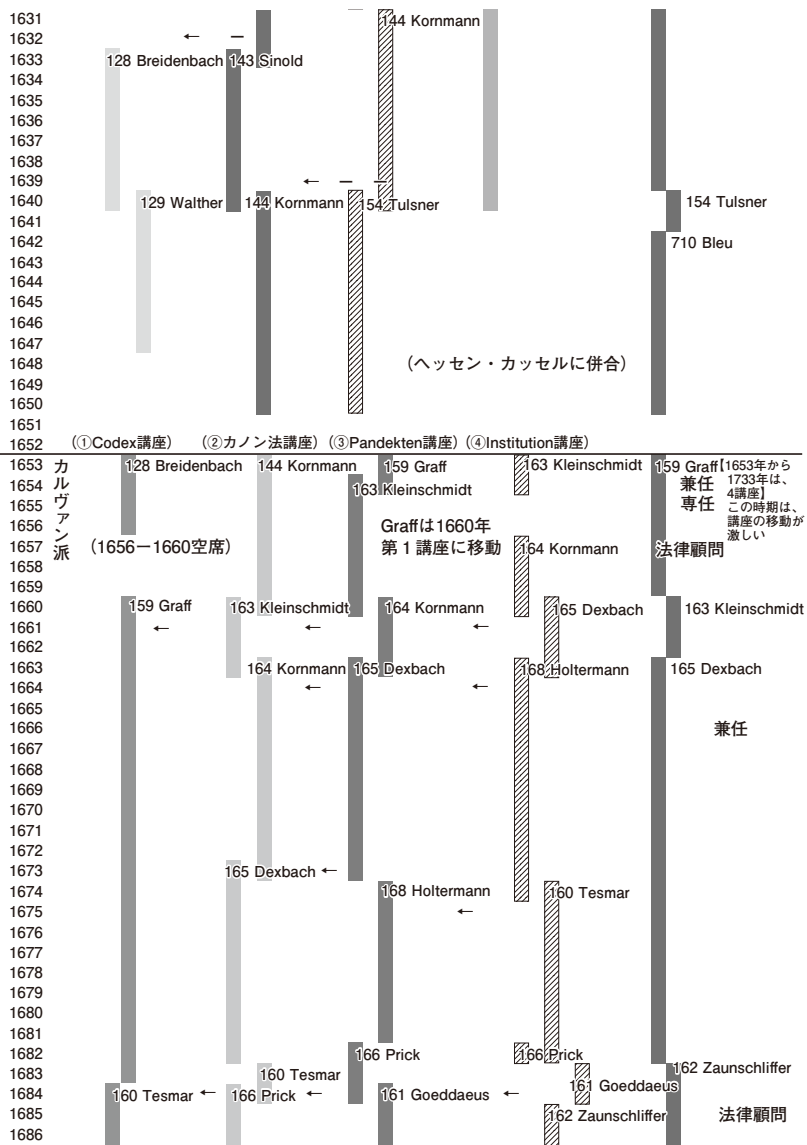 1631 144 Kornmann
1632 ← －
1633 128 Breidenbach 143 Sinold
1634
1635
1636
1637
1638
1639 ← － －
1640 129 Walther 144 Kornmann 154 Tulsner 154 Tulsner
1641
1642 710 Bleu
1643
1644
1645
1646
1647
1648 （ヘッセン・カッセルに併合）
1649
1650
1651
1652 （①Codex講座） （②カノン法講座）（③Pandekten講座）（④Institution講座）
カルヴァン派
1653 128 Breidenbach 144 Kornmann 159 Graff 163 Kleinschmidt 159 Graff【1653年から
1654 163 Kleinschmidt 兼任 1733年は、
1655 専任 4講座】
この時期は、
1656 Graffは1660年 講座の移動が
1657 （1656ー1660空席） 第１講座に移動 164 Kornmann 法律顧問 激しい
1658
1659
1660 159 Graff 163 Kleinschmidt 164 Kornmann 165 Dexbach 163 Kleinschmidt
1661 ← ← ←
1662
1663 164 Kornmann 165 Dexbach 168 Holtermann 165 Dexbach
1664 ← ←
1665
1666 兼任
1667
1668
1669
1670
1671
1672
1673 165 Dexbach ←
1674 168 Holtermann 160 Tesmar
1675 ←
1676
1677
1678
1679
1680
1681
1682 166 Prick 166 Prick
1683 160 Tesmar 161 Goeddaeus 162 Zaunschliffer
1684 160 Tesmar ← 166 Prick ← 161 Goeddaeus ←
1685 162 Zaunschliffer 法律顧問
1686